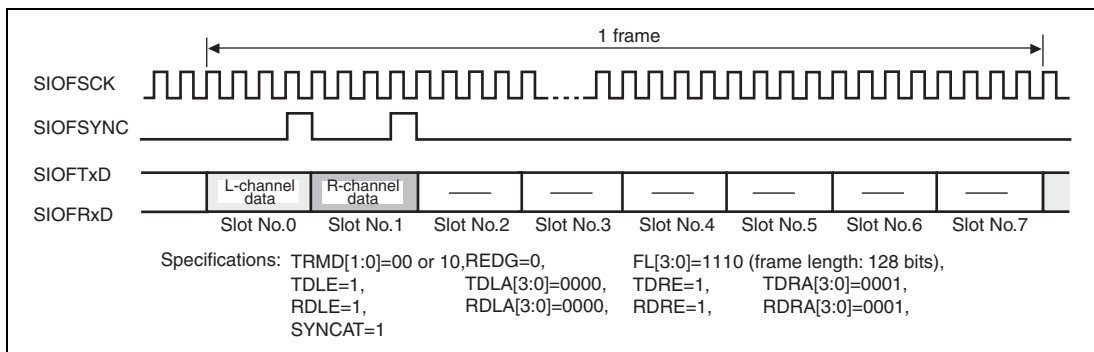 1 frame
SIOFSCK
SIOFSYNC
SIOFTxD
SIOFRxD
L-channel
data
R-channel
data
Slot No.0 Slot No.1 Slot No.2 Slot No.3 Slot No.4 Slot No.5 Slot No.6 Slot No.7
Specifications: TRMD[1:0]=00 or 10, REDG=0, FL[3:0]=1110 (frame length: 128 bits),
TDLE=1, TDLA[3:0]=0000, TDRE=1, TDRA[3:0]=0001,
RDLE=1, RDLA[3:0]=0000, RDRE=1, RDRA[3:0]=0001,
SYNCAT=1